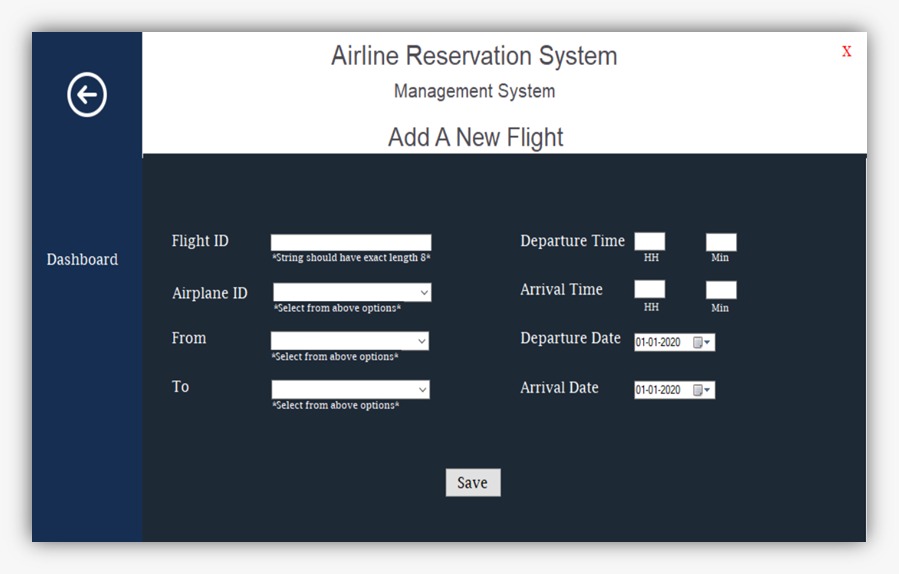 Airline Reservation System
X
Management System
Add A New Flight
Dashboard
Flight ID
*String should have exact length 8*
Airplane ID
*Select from above options*
From
*Select from above options*
To
*Select from above options*
Departure Time
HH Min
Arrival Time
HH Min
Departure Date 01-01-2020
Arrival Date 01-01-2020
Save